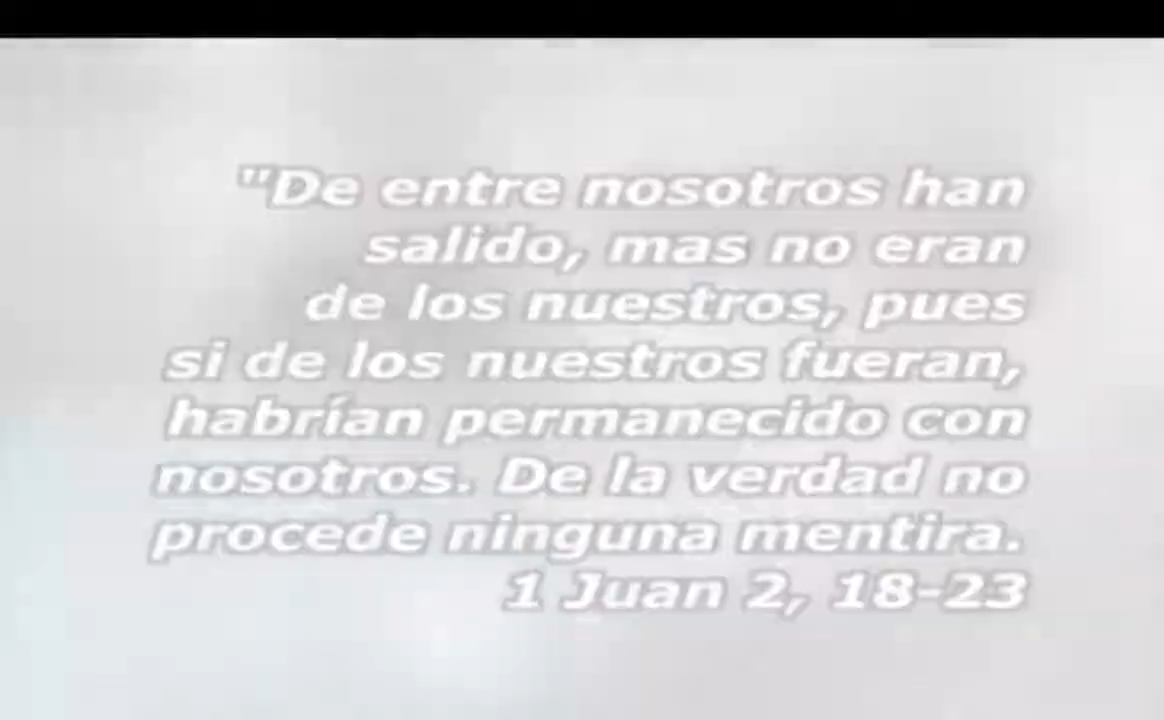 "De entre nosotros han
salido, mas no eran
de los nuestros, pues
si de los nuestros fueran,
habrían permanecido con
nosotros. De la verdad no
procede ninguna mentira.
1 Juan 2, 18-23